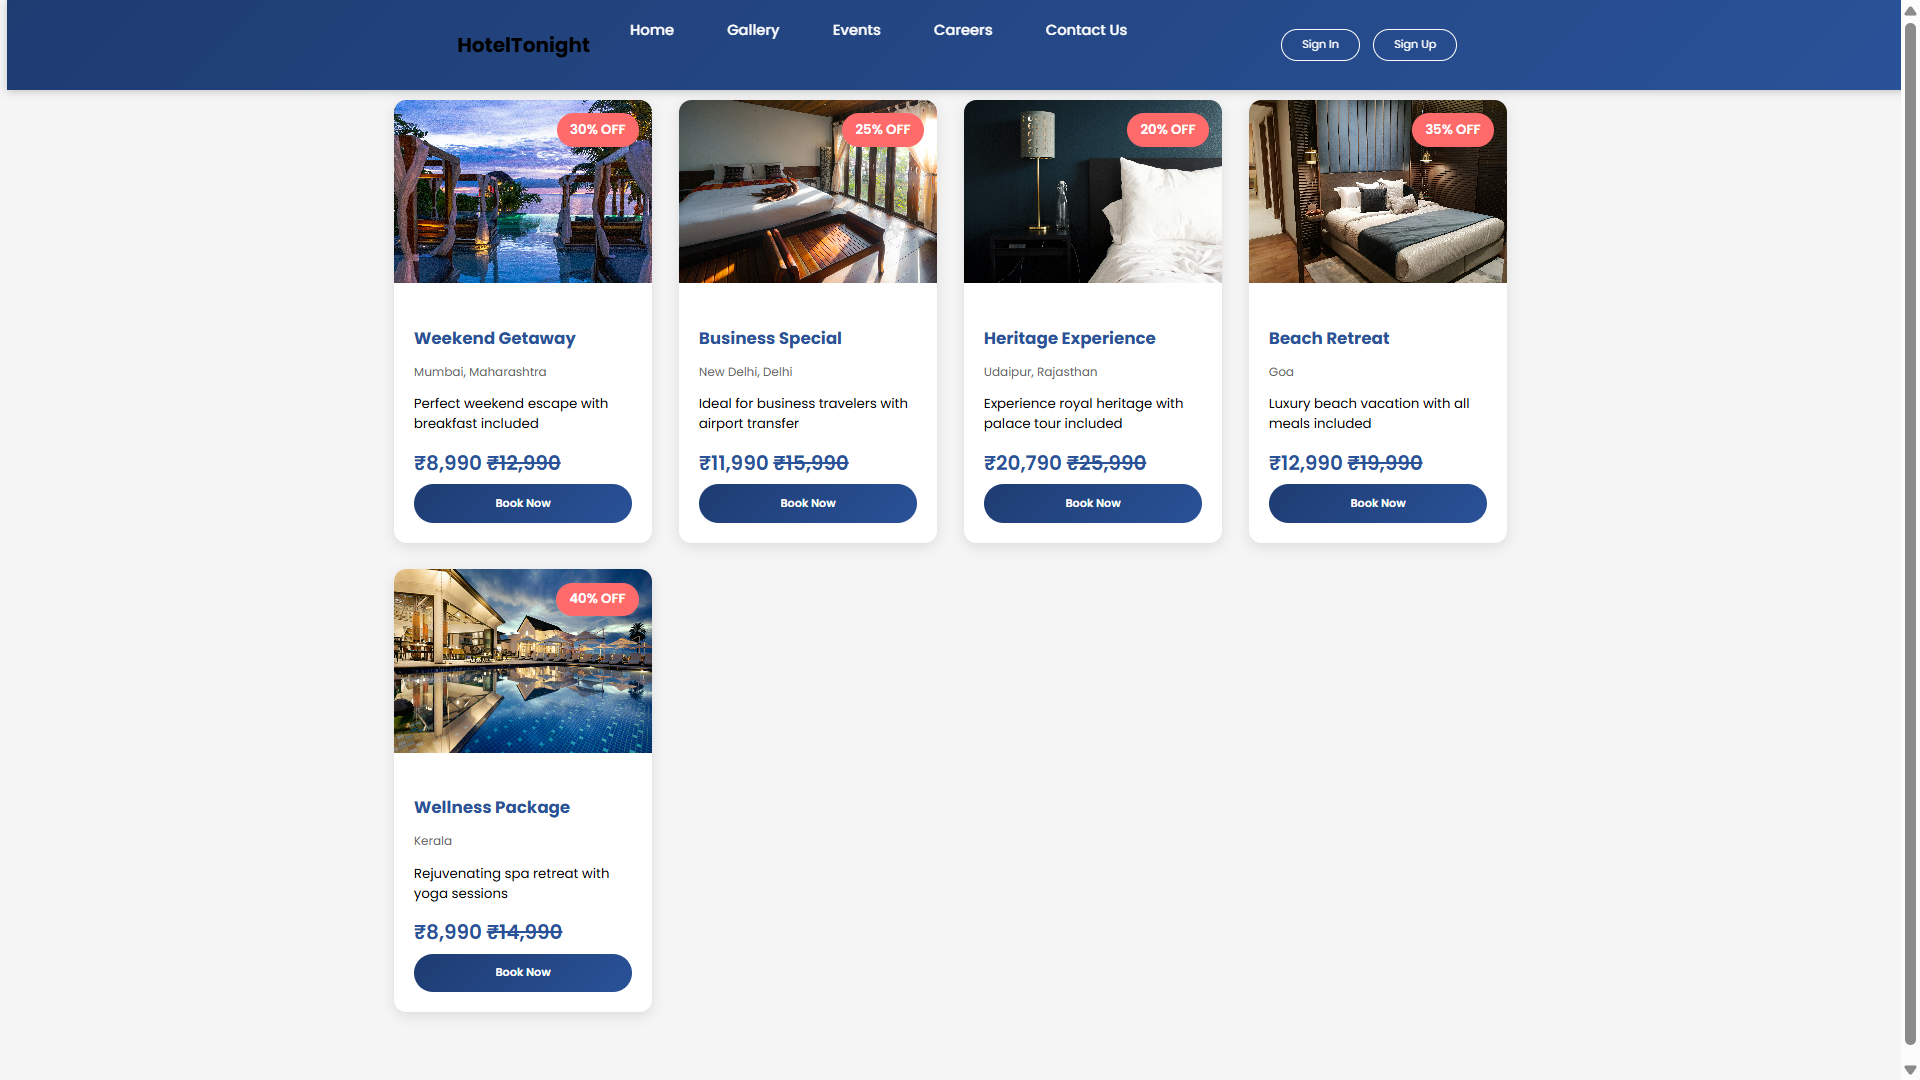 HotelTonight
Home
Gallery
Events
Careers
Contact Us
Sign In
Sign Up
30% OFF
Weekend Getaway
Mumbai, Maharashtra
Perfect weekend escape with
breakfast included
₹8,990 ₹12,990
Book Now
25% OFF
Business Special
New Delhi, Delhi
Ideal for business travelers with
airport transfer
₹11,990 ₹15,990
Book Now
20% OFF
Heritage Experience
Udaipur, Rajasthan
Experience royal heritage with
palace tour included
₹20,790 ₹25,990
Book Now
35% OFF
Beach Retreat
Goa
Luxury beach vacation with all
meals included
₹12,990 ₹19,990
Book Now
40% OFF
Wellness Package
Kerala
Rejuvenating spa retreat with
yoga sessions
₹8,990 ₹14,990
Book Now